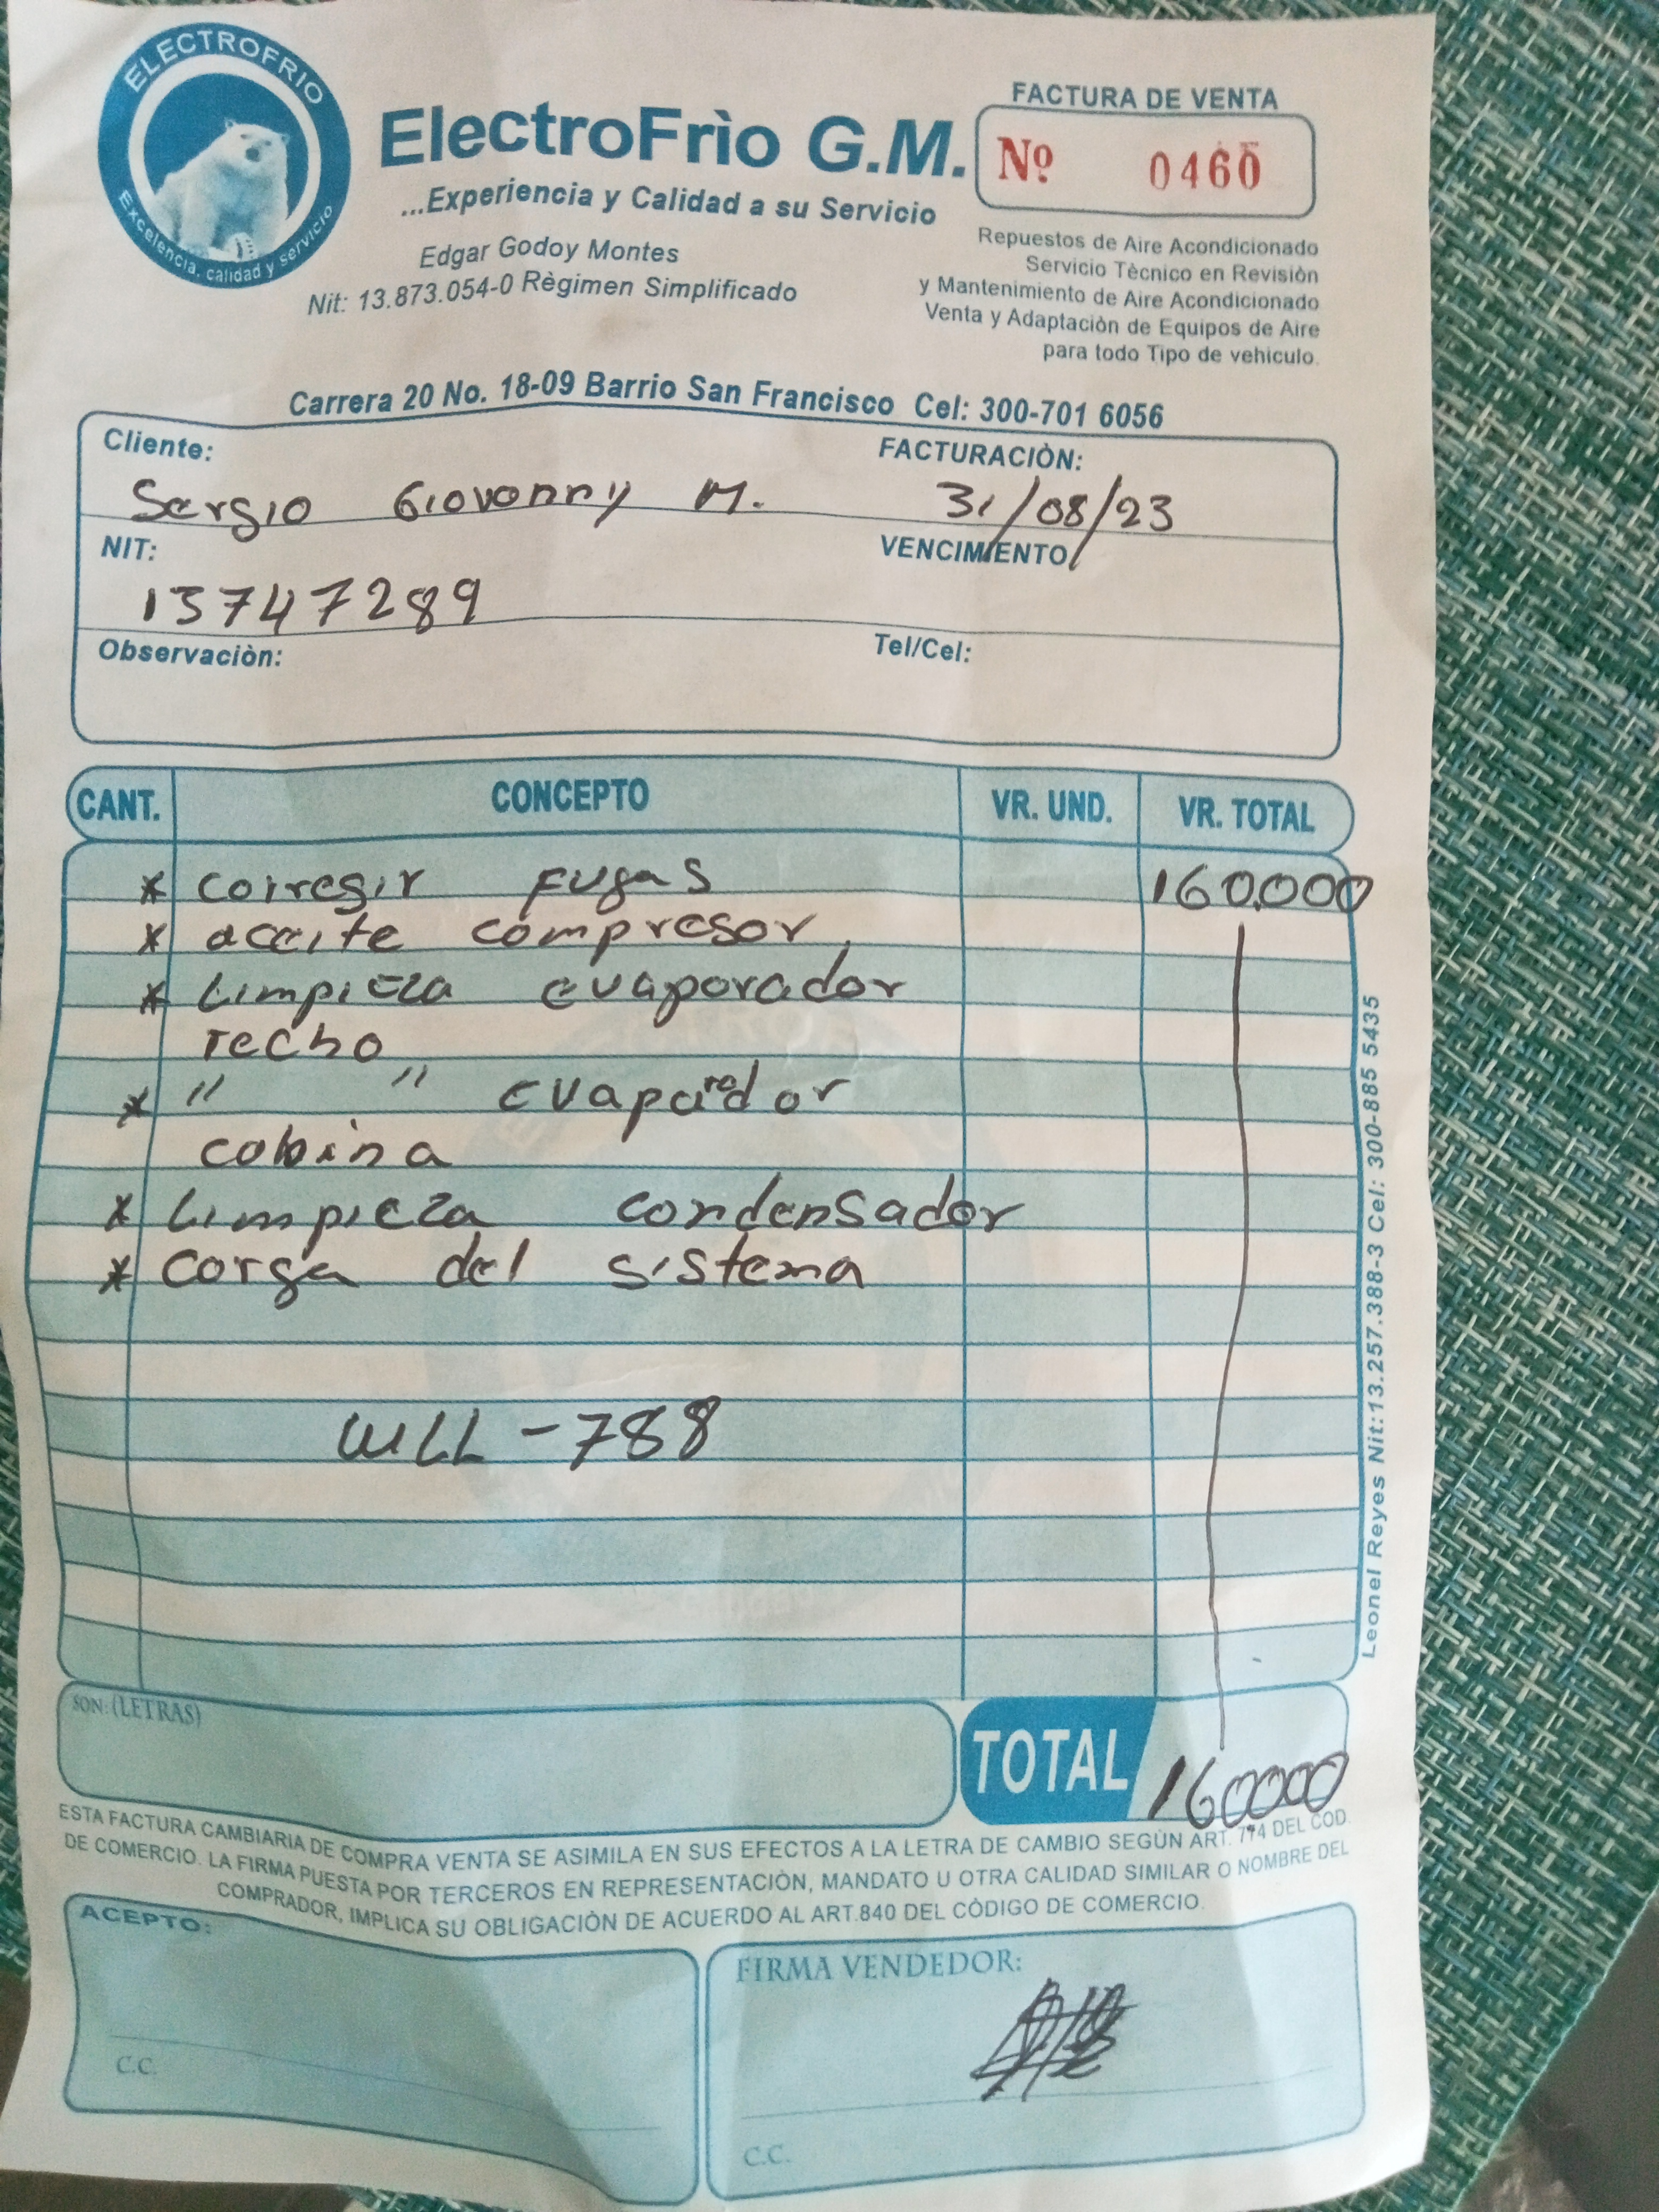 ELECTROFRIO
Excelencia, calidad y servicio
ElectroFrìo G.M.
...Experiencia y Calidad a su Servicio
Edgar Godoy Montes
Nit: 13.873.054-0 Règimen Simplificado
FACTURA DE VENTA
Nº 0460
Repuestos de Aire Acondicionado
Servicio Tècnico en Revisiòn
y Mantenimiento de Aire Acondicionado
Venta y Adaptaciòn de Equipos de Aire
para todo Tipo de vehiculo.
Carrera 20 No. 18-09 Barrio San Francisco Cel: 300-701 6056
Cliente: FACTURACIÒN:
Sergio Giovonny M. 31/08/23
NIT: VENCIMIENTO
13747289
Observaciòn: Tel/Cel:
CANT. CONCEPTO VR. UND. VR. TOTAL
* corregir fugas 160.000
* aceite compresor
* Limpieza evaporador
Techo
* " " evaporador
cabina
* Limpieza condensador
* carga del sistema
WLL-788
SON: (LETRAS)
TOTAL 160000
ESTA FACTURA CAMBIARIA DE COMPRA VENTA SE ASIMILA EN SUS EFECTOS A LA LETRA DE CAMBIO SEGÙN ART. 774 DEL COD.
DE COMERCIO. LA FIRMA PUESTA POR TERCEROS EN REPRESENTACIÒN, MANDATO U OTRA CALIDAD SIMILAR O NOMBRE DEL
COMPRADOR, IMPLICA SU OBLIGACIÒN DE ACUERDO AL ART.840 DEL CÒDIGO DE COMERCIO.
ACEPTO: FIRMA VENDEDOR:
C.C. C.C.
Leonel Reyes Nit:13.257.388-3 Cel: 300-885 5435